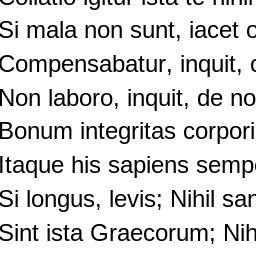 Collatio igitur ista te nihil
Si mala non sunt, iacet o
Compensabatur, inquit, c
Non laboro, inquit, de no
Bonum integritas corpori
Itaque his sapiens semp
Si longus, levis; Nihil san
Sint ista Graecorum; Nih